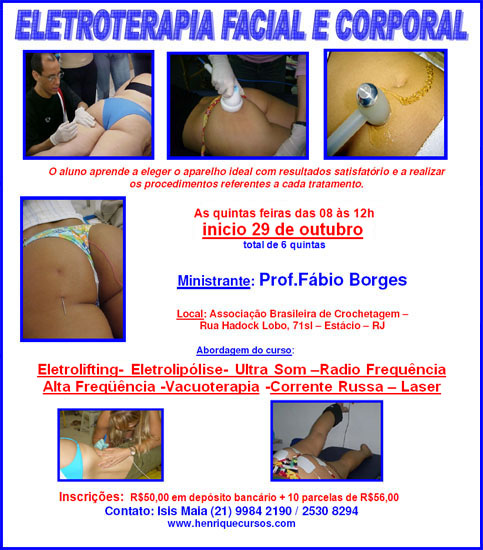 ELETROTERAPIA FACIAL E CORPORAL
O aluno aprende a eleger o aparelho ideal com resultados satisfatório e a realizar
os procedimentos referentes a cada tratamento.
As quintas feiras das 08 às 12h
inicio 29 de outubro
total de 6 quintas
Ministrante: Prof.Fábio Borges
Local: Associação Brasileira de Crochetagem –
Rua Hadock Lobo, 71sl – Estácio – RJ
Abordagem do curso:
Eletrolifting- Eletrolipólise- Ultra Som –Radio Frequência
Alta Freqüência -Vacuoterapia -Corrente Russa – Laser
Inscrições: R$50,00 em depósito bancário + 10 parcelas de R$56,00
Contato: Isis Maia (21) 9984 2190 / 2530 8294
www.henriquecursos.com